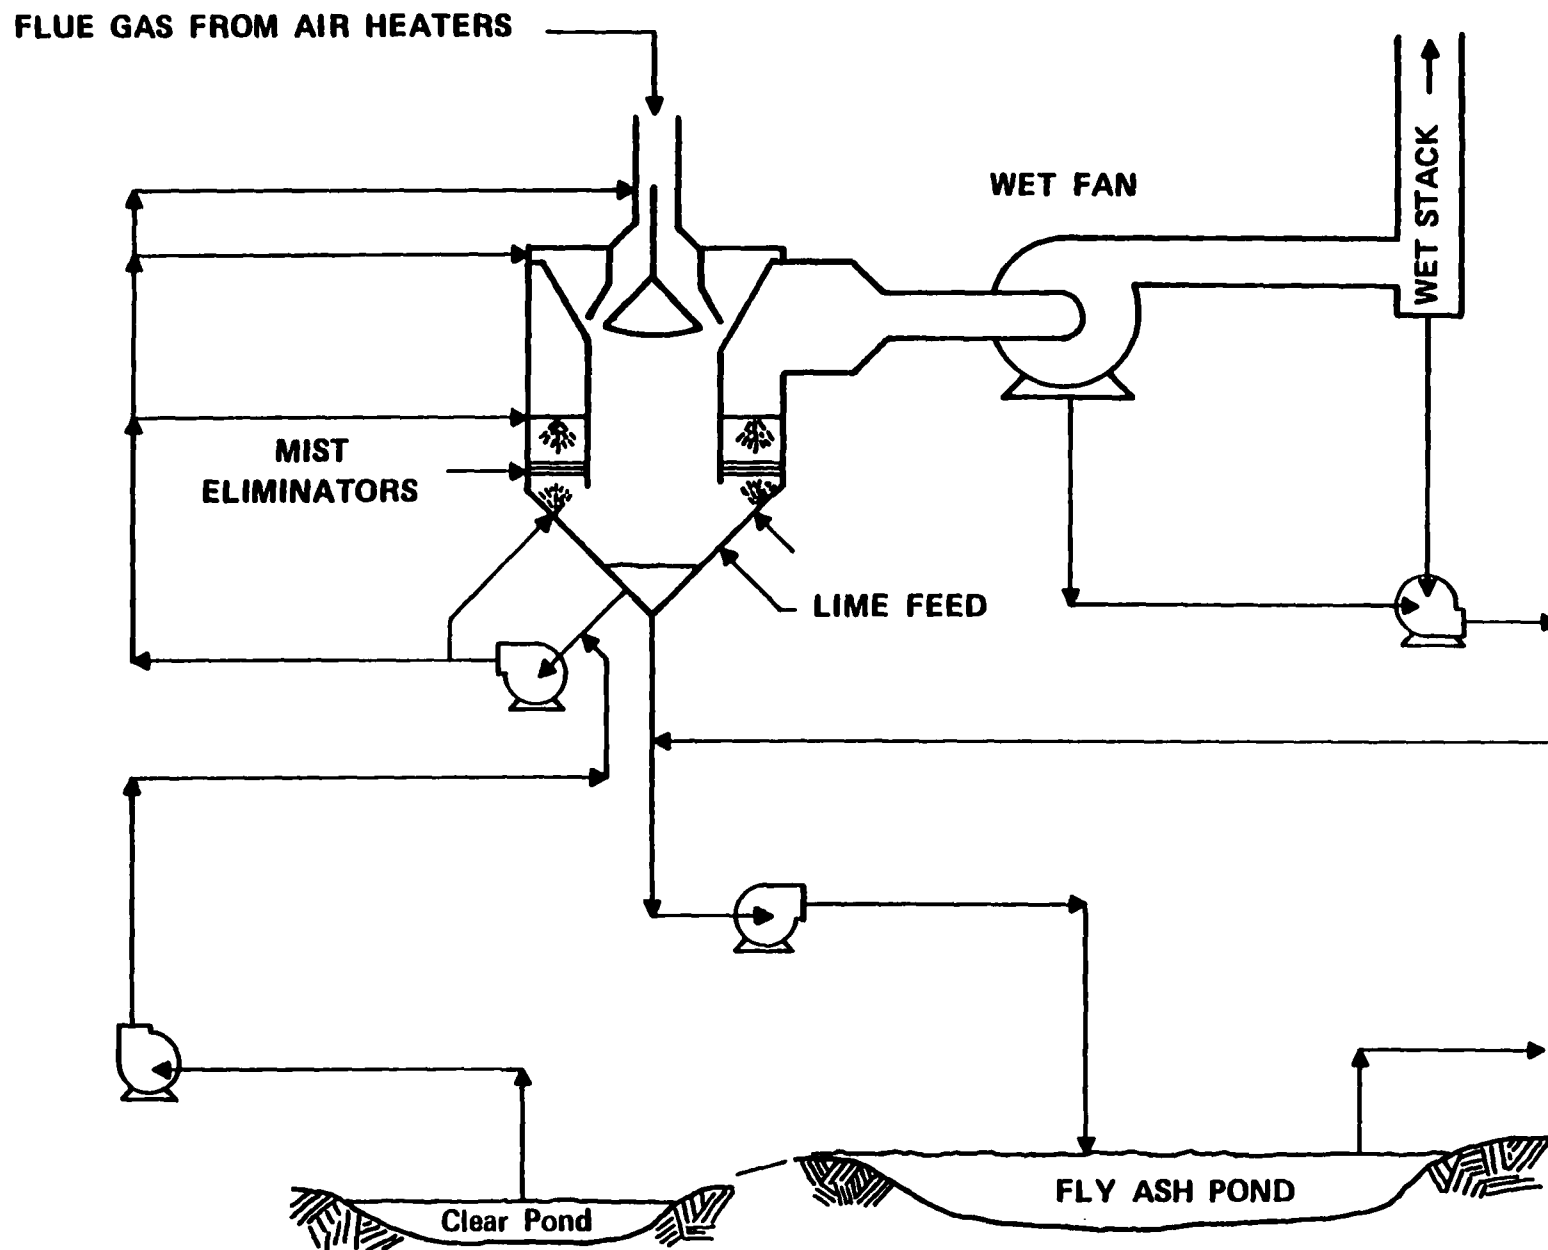 FLUE GAS FROM AIR HEATERS
WET FAN
WET STACK
MIST
ELIMINATORS
LIME FEED
FLY ASH POND
Clear Pond